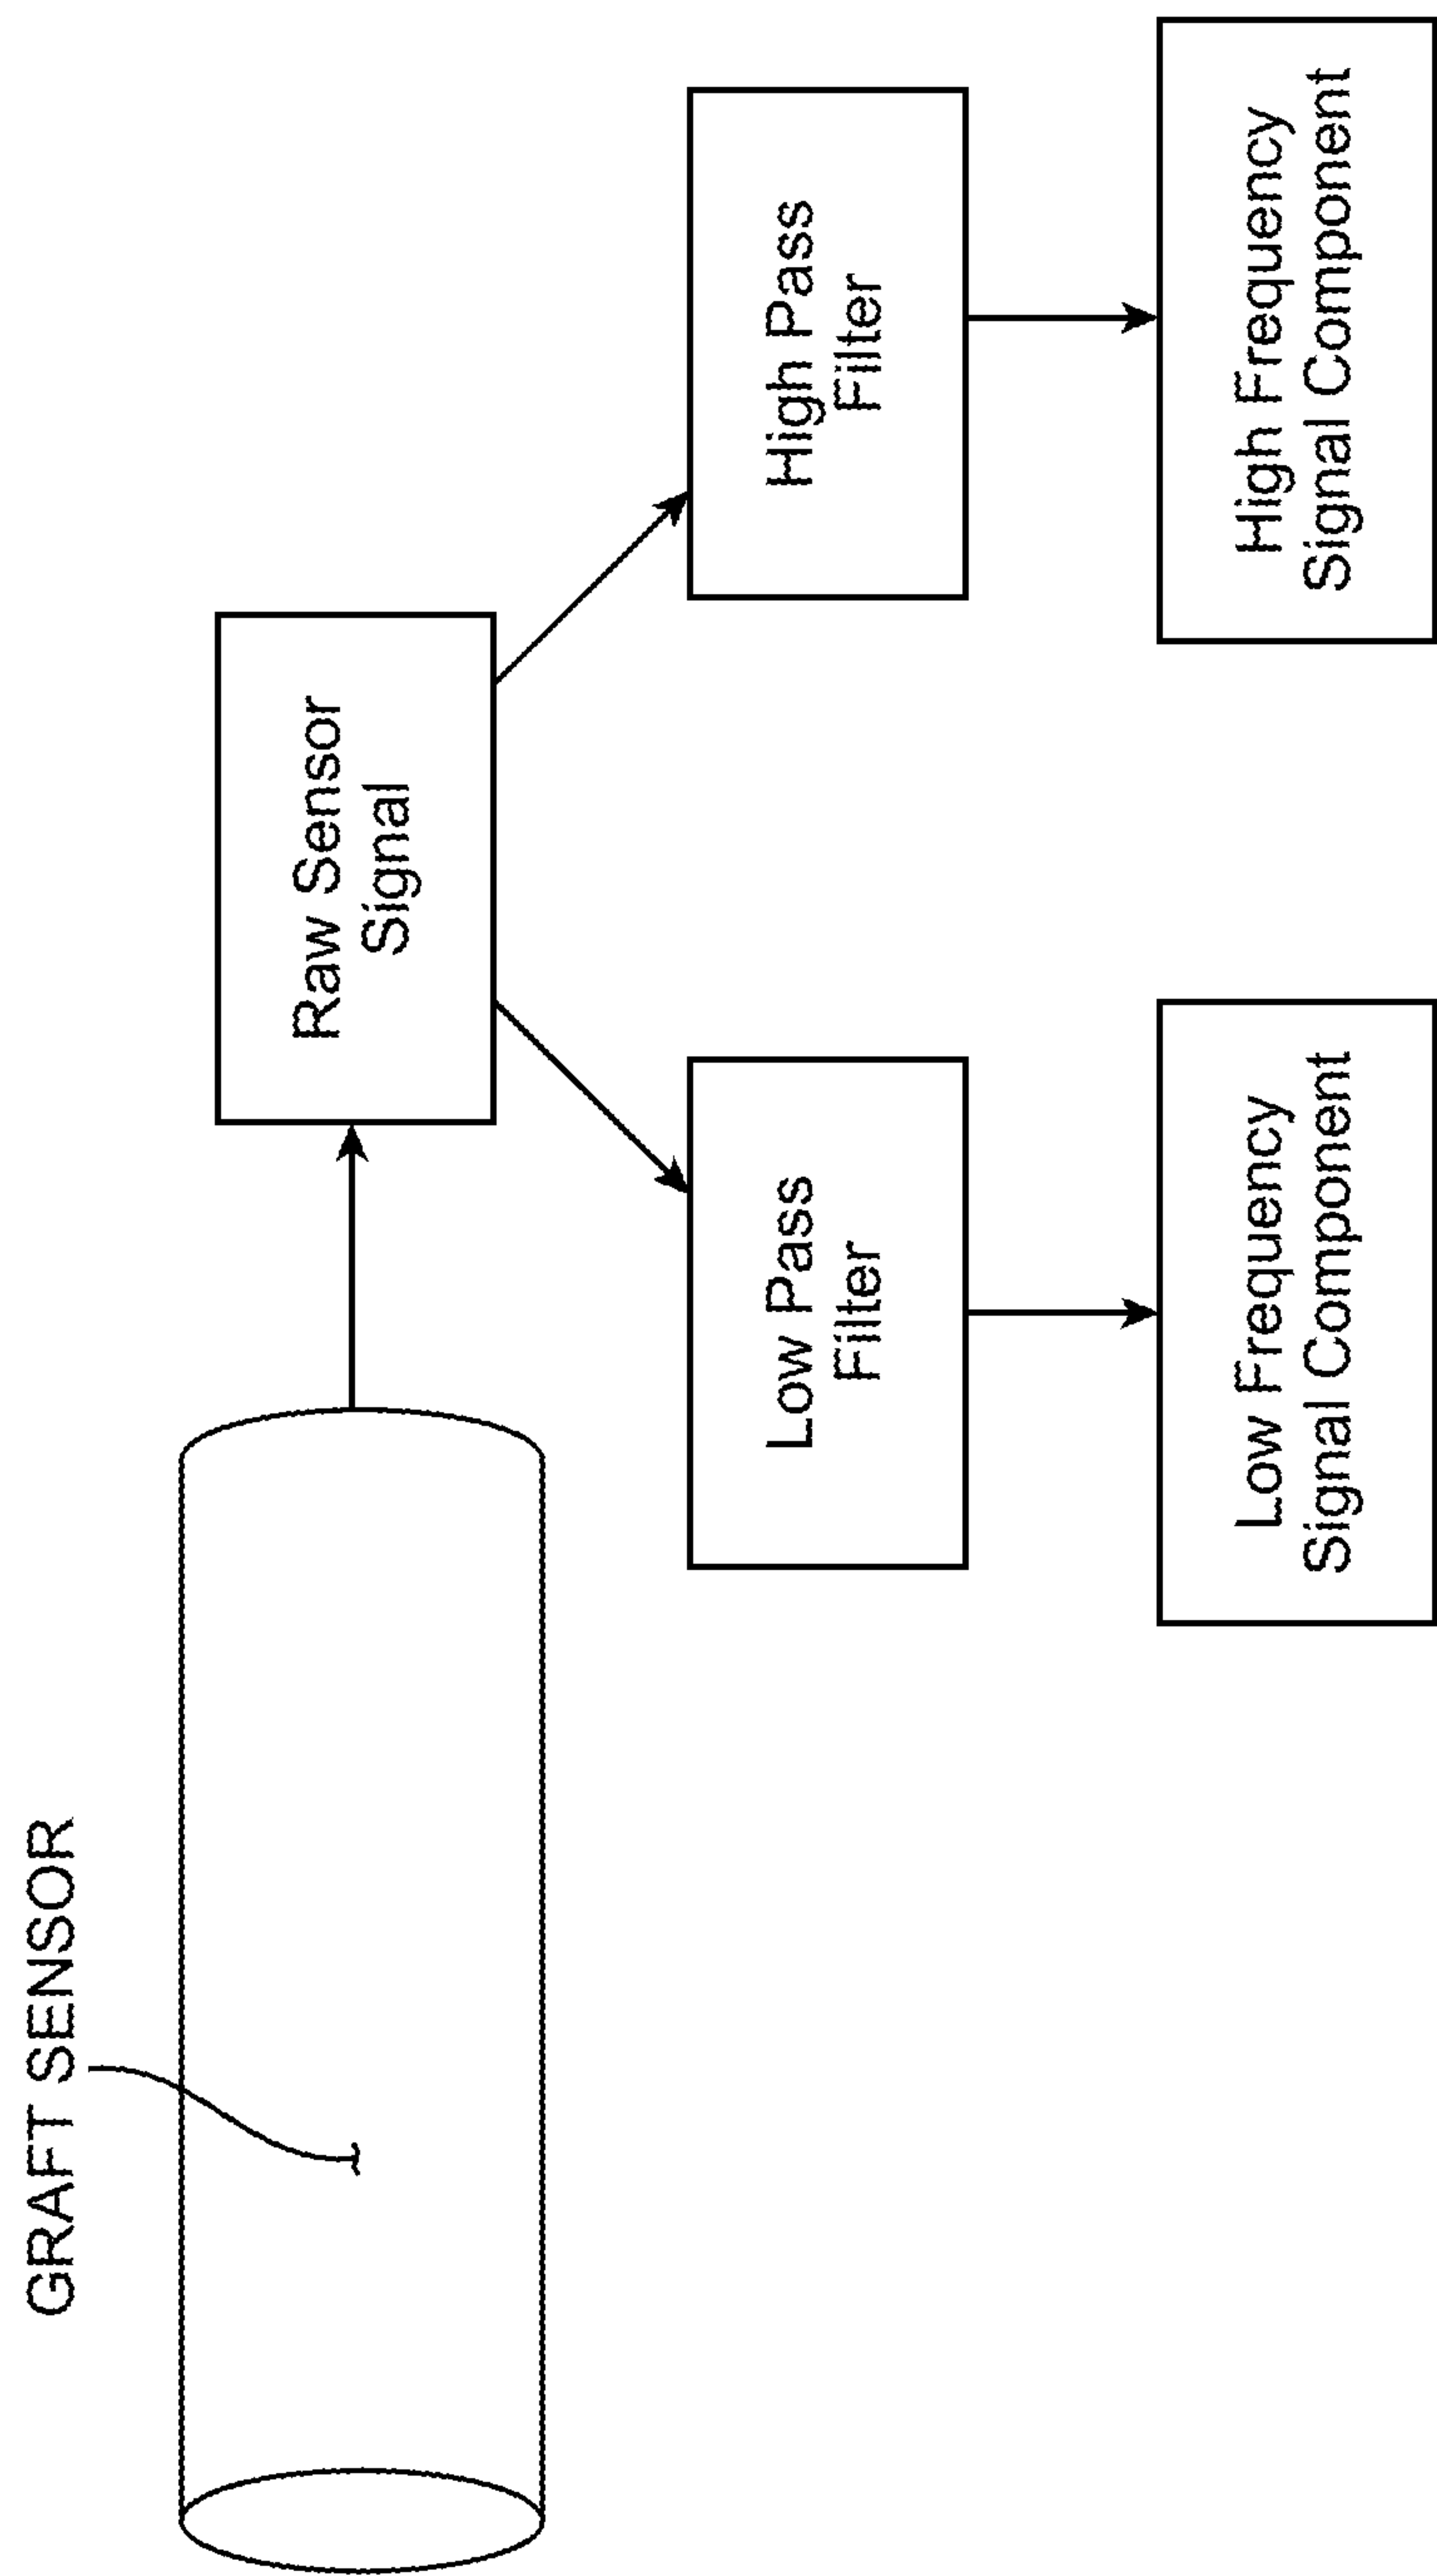 GRAFT SENSOR
Raw Sensor
Signal
Low Pass
Filter
High Pass
Filter
Low Frequency
Signal Component
High Frequency
Signal Component